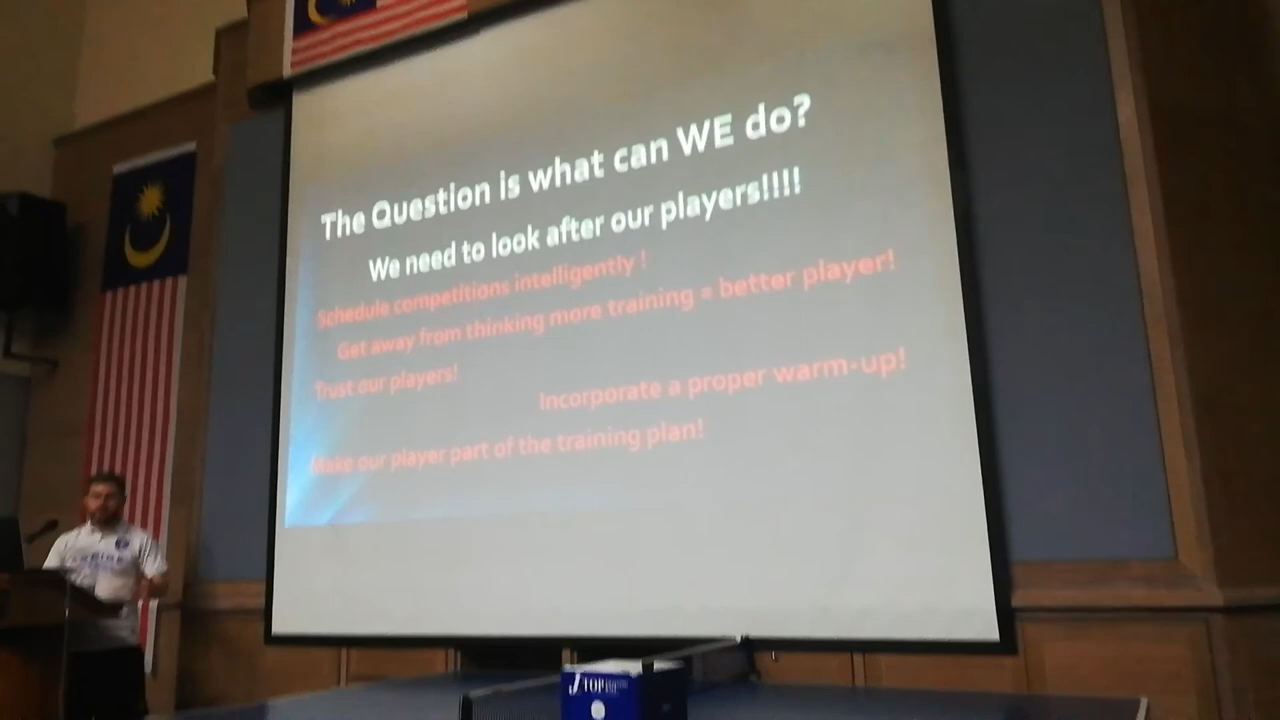 The Question is what can WE do?
We need to look after our players!!!!
Schedule competitions intelligently !
Get away from thinking more training = better player!
Trust our players!
Incorporate a proper warm-up!
Make our player part of the training plan!
TOP